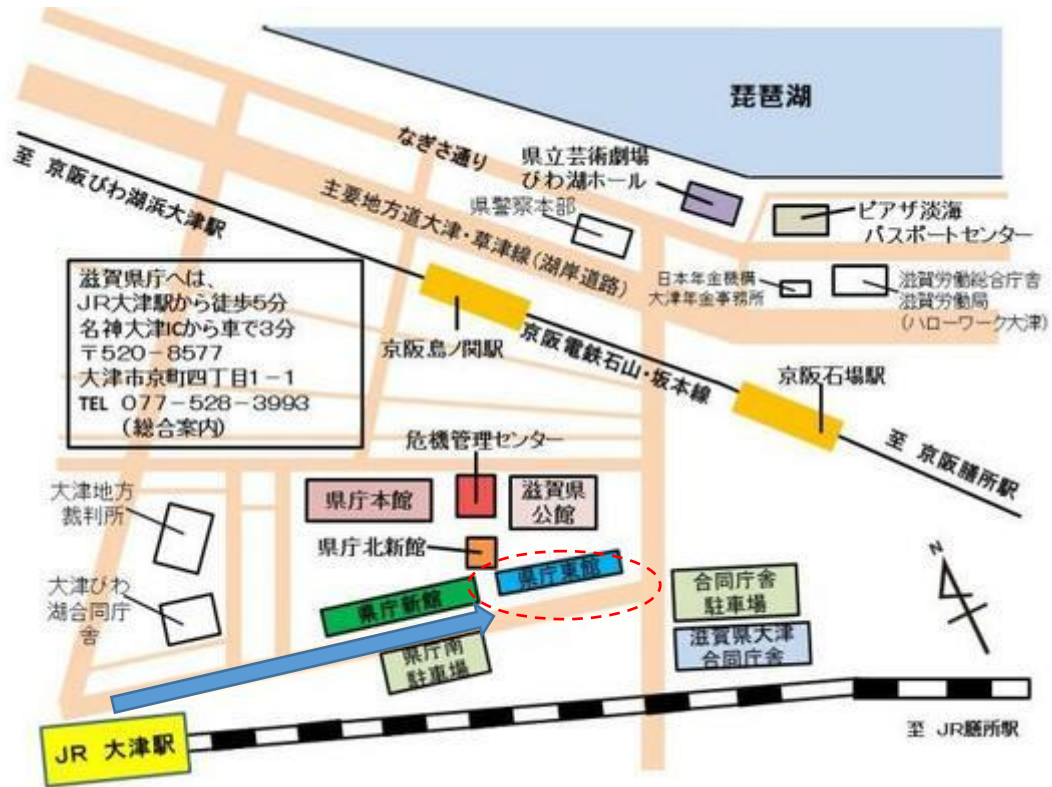 琵琶湖
なぎさ通り
県立芸術劇場
びわ湖ホール
至 京阪びわ湖浜大津駅
主要地方道大津・草津線(湖岸道路)
県警察本部
ピアザ淡海
パスポートセンター
日本年金機構
大津年金事務所
滋賀労働総合庁舎
滋賀労働局
(ハローワーク大津)
滋賀県庁へは、
JR大津駅から徒歩5分
名神大津ICから車で3分
〒520-8577
大津市京町四丁目1-1
TEL 077-528-3993
(総合案内)
京阪島ノ関駅
京阪電鉄石山・坂本線
京阪石場駅
至 京阪膳所駅
危機管理センター
大津地方
裁判所
県庁本館
滋賀県
公館
県庁北新館
県庁東館
N
大津びわ
湖合同庁
舎
県庁新館
合同庁舎
駐車場
県庁南
駐車場
滋賀県大津
合同庁舎
JR 大津駅
至 JR膳所駅